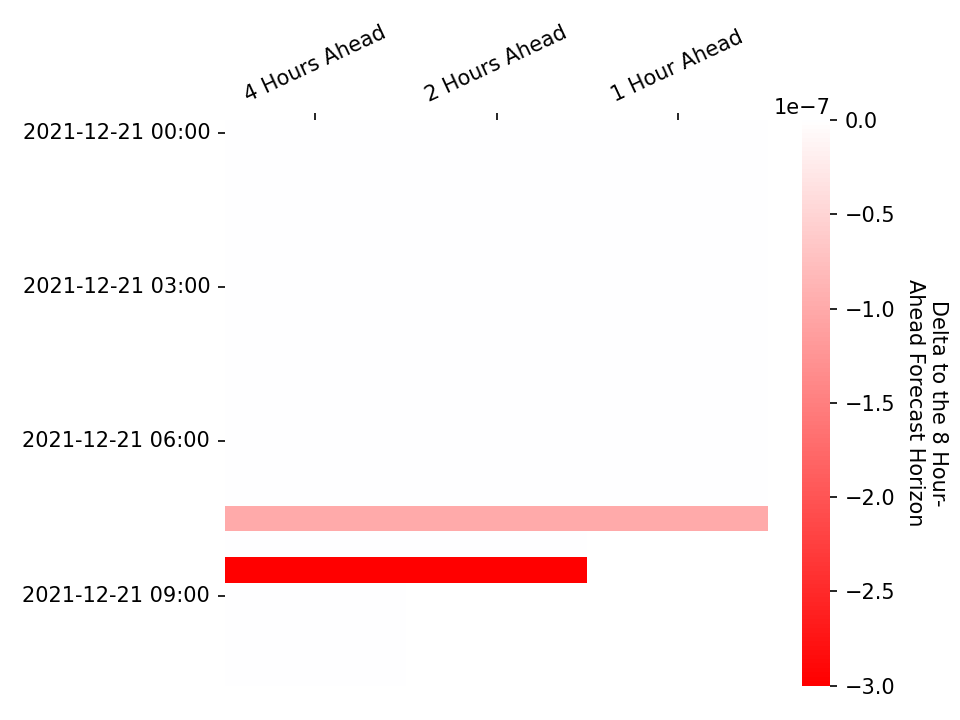 4 Hours Ahead
2 Hours Ahead
1 Hour Ahead
1e−7
2021-12-21 00:00
2021-12-21 03:00
2021-12-21 06:00
2021-12-21 09:00
0.0
−0.5
−1.0
−1.5
−2.0
−2.5
−3.0
Delta to the 8 Hour-
Ahead Forecast Horizon